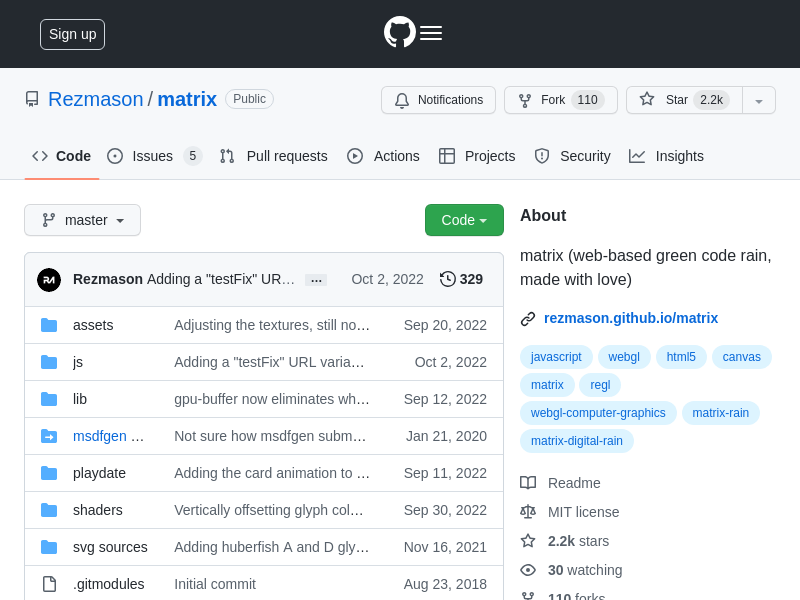 Sign up
Rezmason / matrix Public
Notifications
Fork 110
Star 2.2k
Code
Issues 5
Pull requests
Actions
Projects
Security
Insights
master
Code
Rezmason Adding a "testFix" UR… ... Oct 2, 2022 329
assets Adjusting the textures, still no… Sep 20, 2022
js Adding a "testFix" URL varia… Oct 2, 2022
lib gpu-buffer now eliminates wh… Sep 12, 2022
msdfgen … Not sure how msdfgen subm… Jan 21, 2020
playdate Adding the card animation to … Sep 11, 2022
shaders Vertically offsetting glyph col… Sep 30, 2022
svg sources Adding huberfish A and D gly… Nov 16, 2021
.gitmodules Initial commit Aug 23, 2018
About
matrix (web-based green code rain,
made with love)
rezmason.github.io/matrix
javascript webgl html5 canvas
matrix regl
webgl-computer-graphics matrix-rain
matrix-digital-rain
Readme
MIT license
2.2k stars
30 watching
110 forks